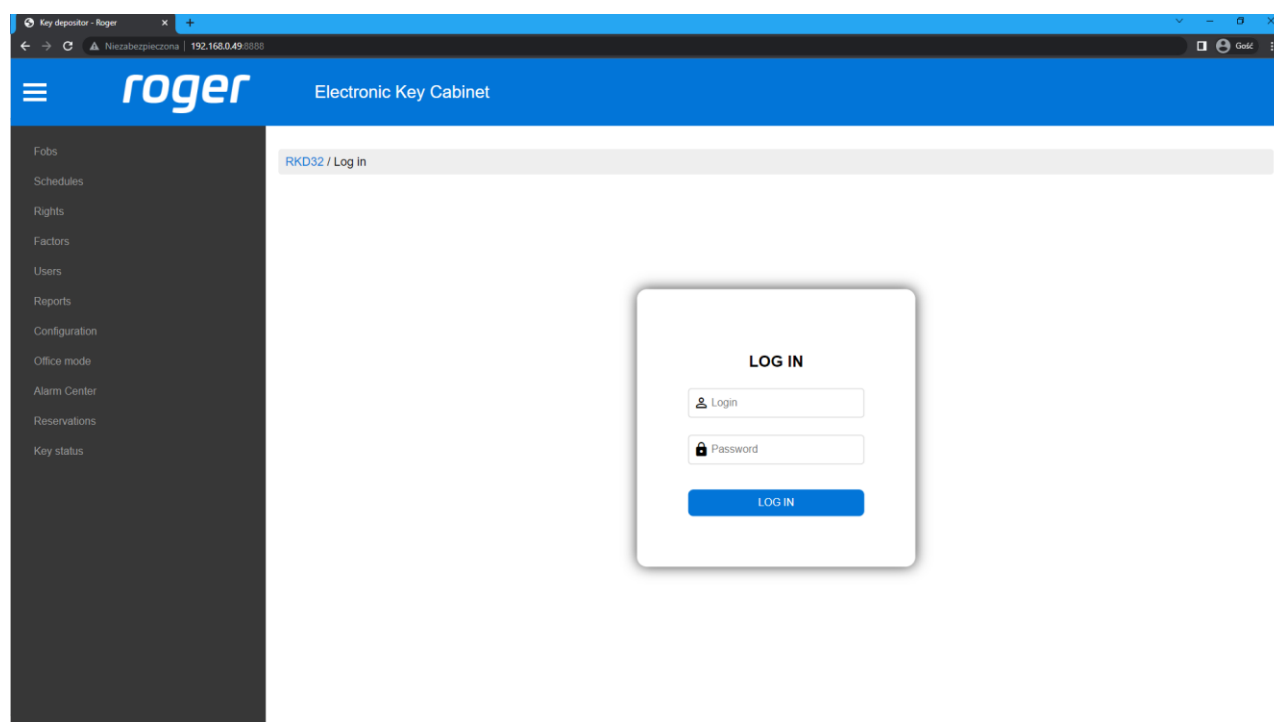 Key depositor - Roger
Niezabezpieczona | 192.168.0.49:8888
Gość
roger
Electronic Key Cabinet
Fobs
Schedules
Rights
Factors
Users
Reports
Configuration
Office mode
Alarm Center
Reservations
Key status
RKD32 / Log in
LOG IN
Login
Password
LOG IN